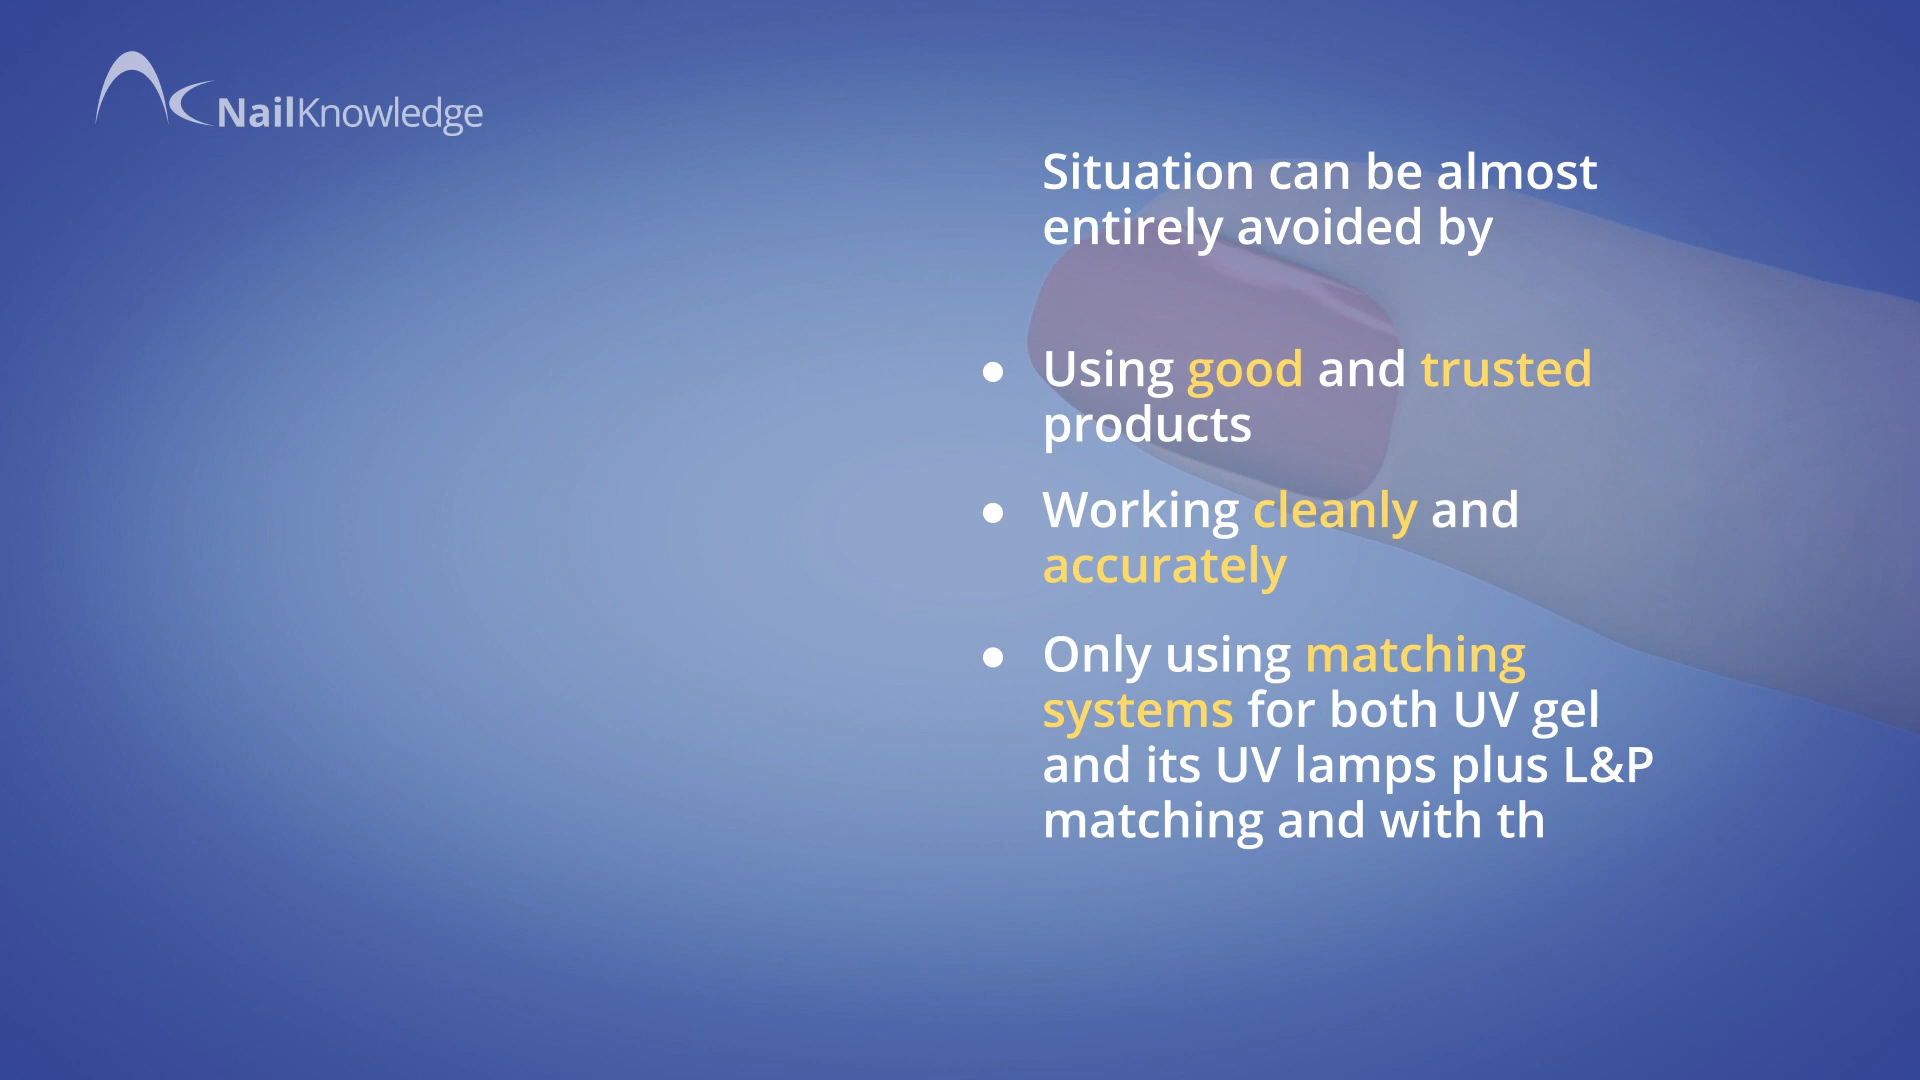 NailKnowledge
Situation can be almost
entirely avoided by
● Using good and trusted
products
● Working cleanly and
accurately
● Only using matching
systems for both UV gel
and its UV lamps plus L&P
matching and with th